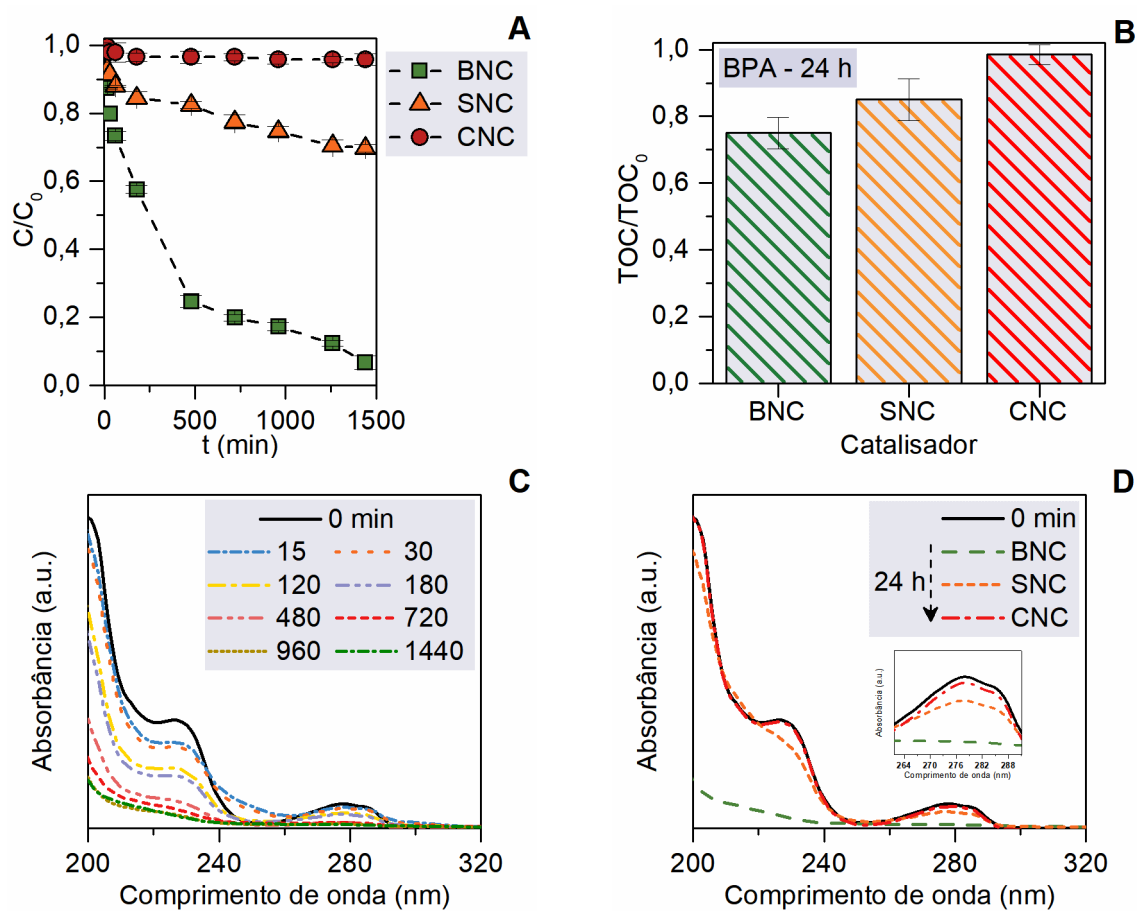 A
1,0
0,8
0,6
0,4
0,2
0,0
C/C0
0
500
1000
1500
t (min)
BNC
SNC
CNC
B
BPA - 24 h
1,0
0,8
0,6
0,4
0,2
0,0
TOC/TOC0
BNC
SNC
CNC
Catalisador
C
0 min
15
30
120
180
480
720
960
1440
Absorbância (a.u.)
200
240
280
320
Comprimento de onda (nm)
D
0 min
BNC
24 h
SNC
CNC
Absorbância (a.u.)
Absorbância (a.u.)
264
270
276
282
288
Comprimento de onda (nm)
200
240
280
320
Comprimento de onda (nm)